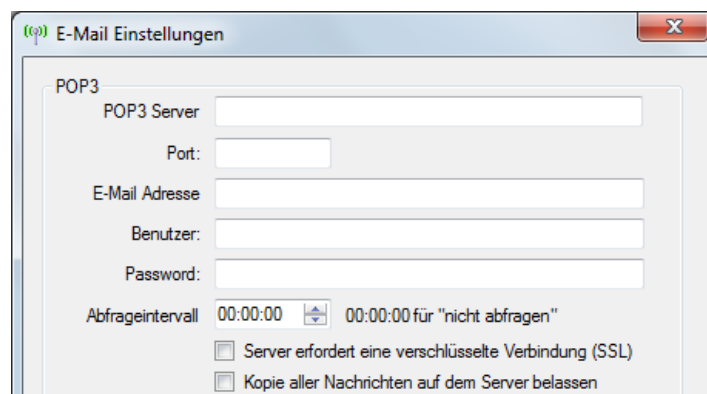 E-Mail Einstellungen
POP3
POP3 Server
Port:
E-Mail Adresse
Benutzer:
Password:
Abfrageintervall 00:00:00 00:00:00 für "nicht abfragen"
Server erfordert eine verschlüsselte Verbindung (SSL)
Kopie aller Nachrichten auf dem Server belassen